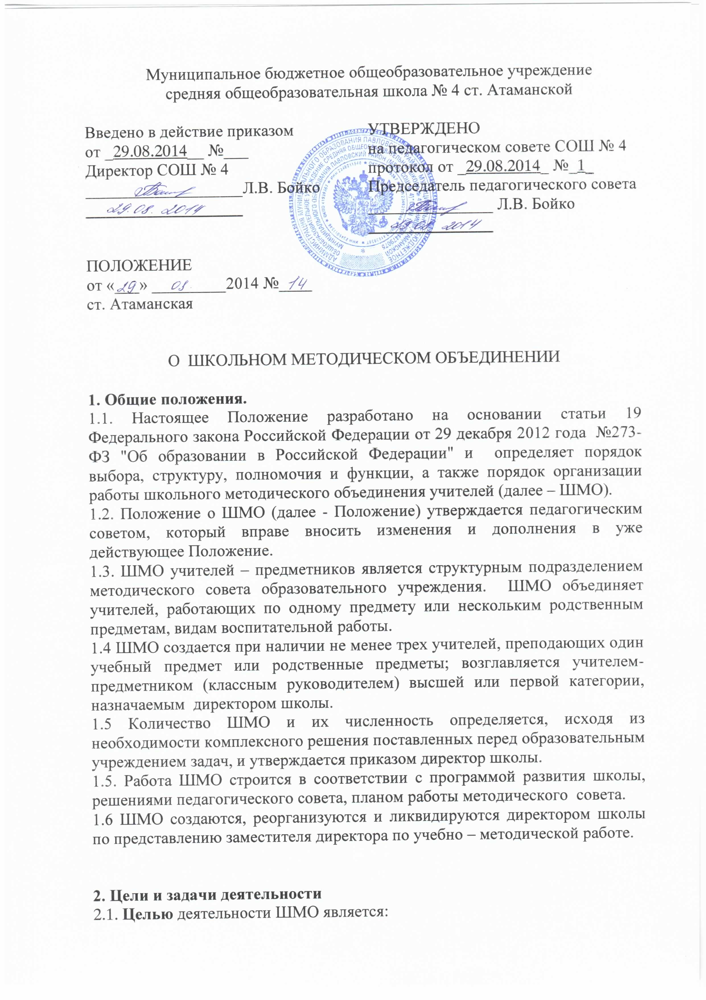 Муниципальное бюджетное общеобразовательное учреждение
средняя общеобразовательная школа № 4 ст. Атаманской
Введено в действие приказом
от _29.08.2014__ №___
Директор СОШ № 4
Л.В. Бойко
29.08. 2014
УТВЕРЖДЕНО
на педагогическом совете СОШ № 4
протокол от _29.08.2014_ №_1_
Председатель педагогического совета
Л.В. Бойко
29.08. 2014
ПОЛОЖЕНИЕ
от «29» 08. 2014 № 14
ст. Атаманская
О ШКОЛЬНОМ МЕТОДИЧЕСКОМ ОБЪЕДИНЕНИИ
1. Общие положения.
1.1. Настоящее Положение разработано на основании статьи 19
Федерального закона Российской Федерации от 29 декабря 2012 года №273-
ФЗ "Об образовании в Российской Федерации" и определяет порядок
выбора, структуру, полномочия и функции, а также порядок организации
работы школьного методического объединения учителей (далее – ШМО).
1.2. Положение о ШМО (далее - Положение) утверждается педагогическим
советом, который вправе вносить изменения и дополнения в уже
действующее Положение.
1.3. ШМО учителей – предметников является структурным подразделением
методического совета образовательного учреждения. ШМО объединяет
учителей, работающих по одному предмету или нескольким родственным
предметам, видам воспитательной работы.
1.4 ШМО создается при наличии не менее трех учителей, преподающих один
учебный предмет или родственные предметы; возглавляется учителем-
предметником (классным руководителем) высшей или первой категории,
назначаемым директором школы.
1.5 Количество ШМО и их численность определяется, исходя из
необходимости комплексного решения поставленных перед образовательным
учреждением задач, и утверждается приказом директор школы.
1.5. Работа ШМО строится в соответствии с программой развития школы,
решениями педагогического совета, планом работы методического совета.
1.6 ШМО создаются, реорганизуются и ликвидируются директором школы
по представлению заместителя директора по учебно – методической работе.
2. Цели и задачи деятельности
2.1. Целью деятельности ШМО является: